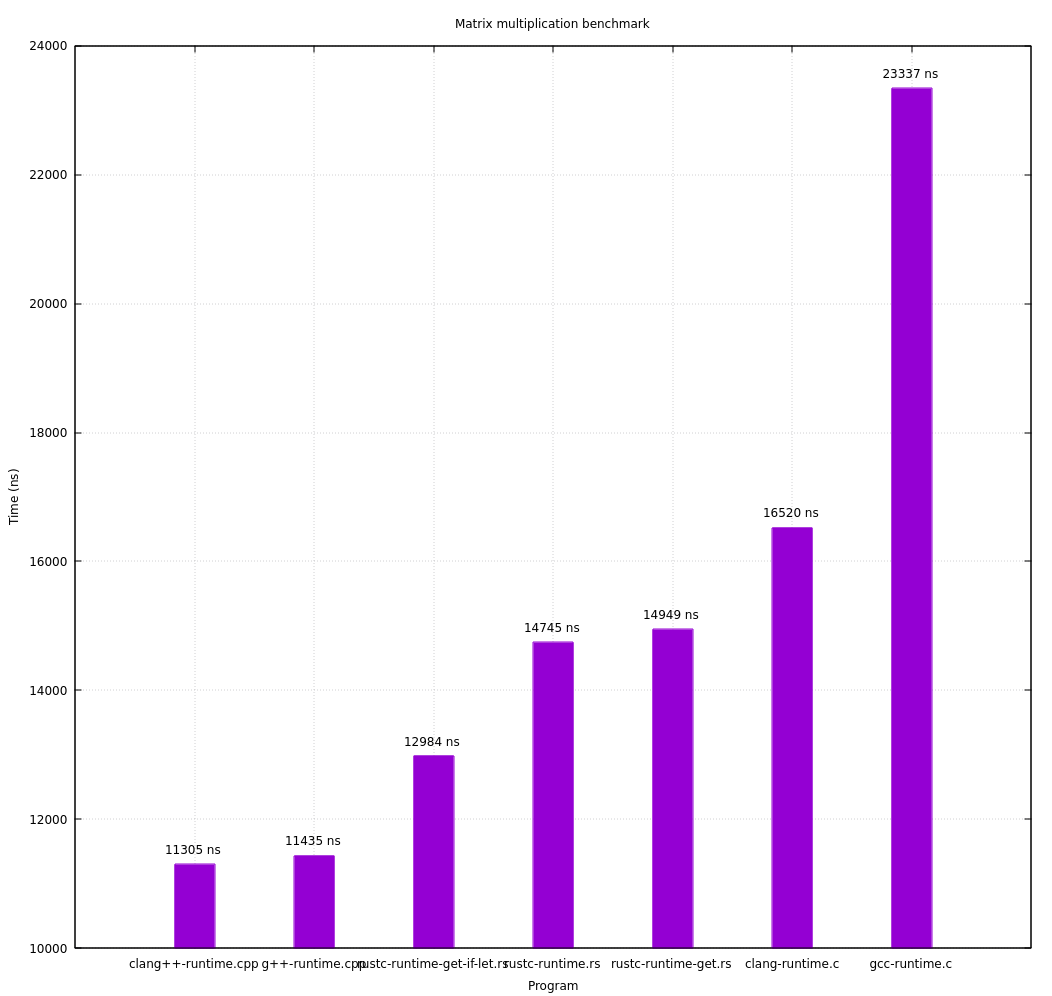 Matrix multiplication benchmark
24000
22000
20000
18000
16000
14000
12000
10000
Time (ns)
11305 ns
11435 ns
12984 ns
14745 ns
14949 ns
16520 ns
23337 ns
clang++-runtime.cpp
g++-runtime.cpp
rustc-runtime-get-if-let.rs
rustc-runtime.rs
rustc-runtime-get.rs
clang-runtime.c
gcc-runtime.c
Program